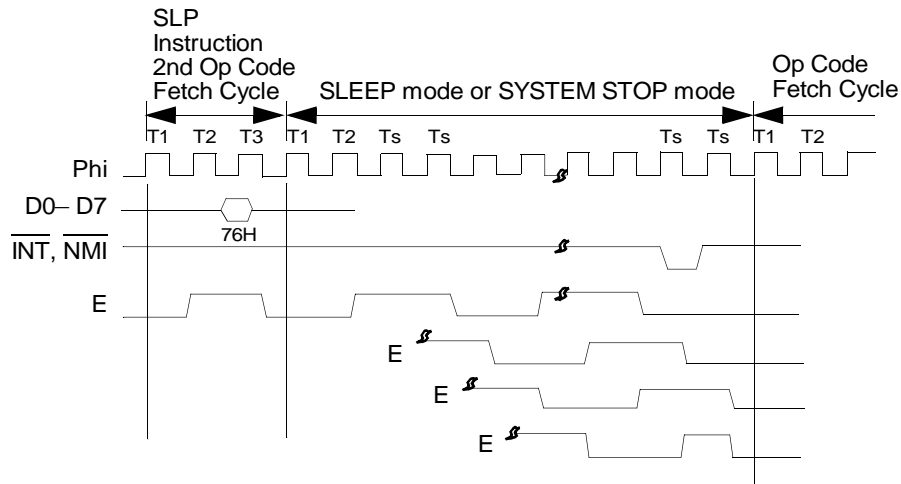 SLP
Instruction
2nd Op Code
Fetch Cycle
SLEEP mode or SYSTEM STOP mode
Op Code
Fetch Cycle
T1 T2 T3 T1 T2 Ts Ts Ts Ts T1 T2
Phi
D0– D7
76H
INT, NMI
E
E
E
E